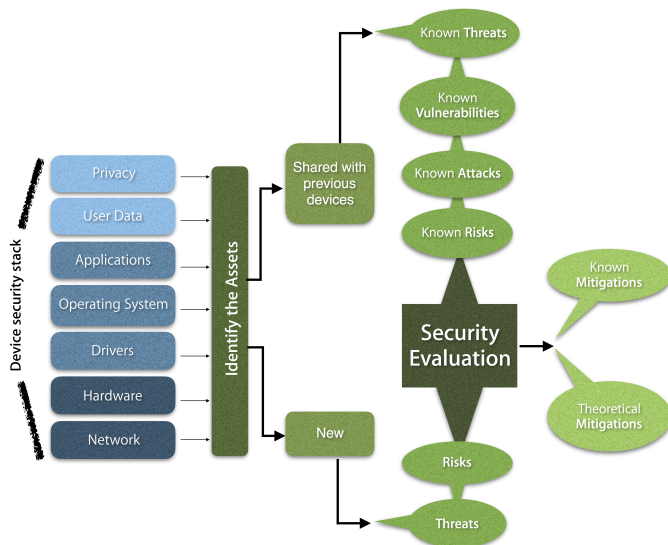 Device security stack
Privacy
User Data
Applications
Operating System
Drivers
Hardware
Network
Identify the Assets
Shared with
previous
devices
New
Known Threats
Known
Vulnerabilities
Known Attacks
Known Risks
Security
Evaluation
Risks
Threats
Known
Mitigations
Theoretical
Mitigations